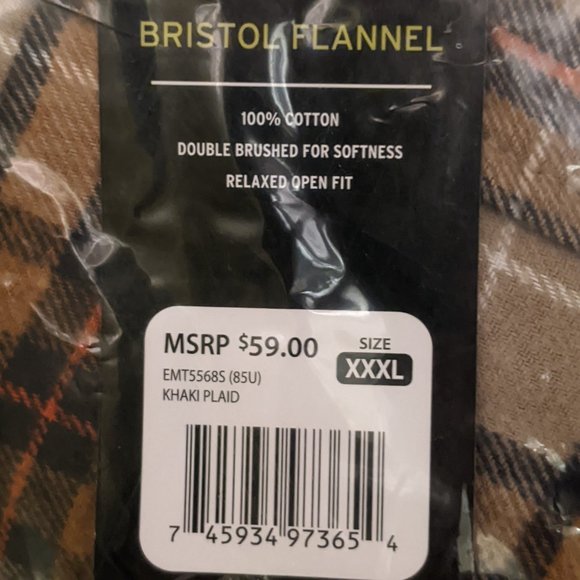 BRISTOL FLANNEL
100% COTTON
DOUBLE BRUSHED FOR SOFTNESS
RELAXED OPEN FIT
MSRP $59.00
SIZE
XXXL
EMT5568S (85U)
KHAKI PLAID
7 45934 97365 4